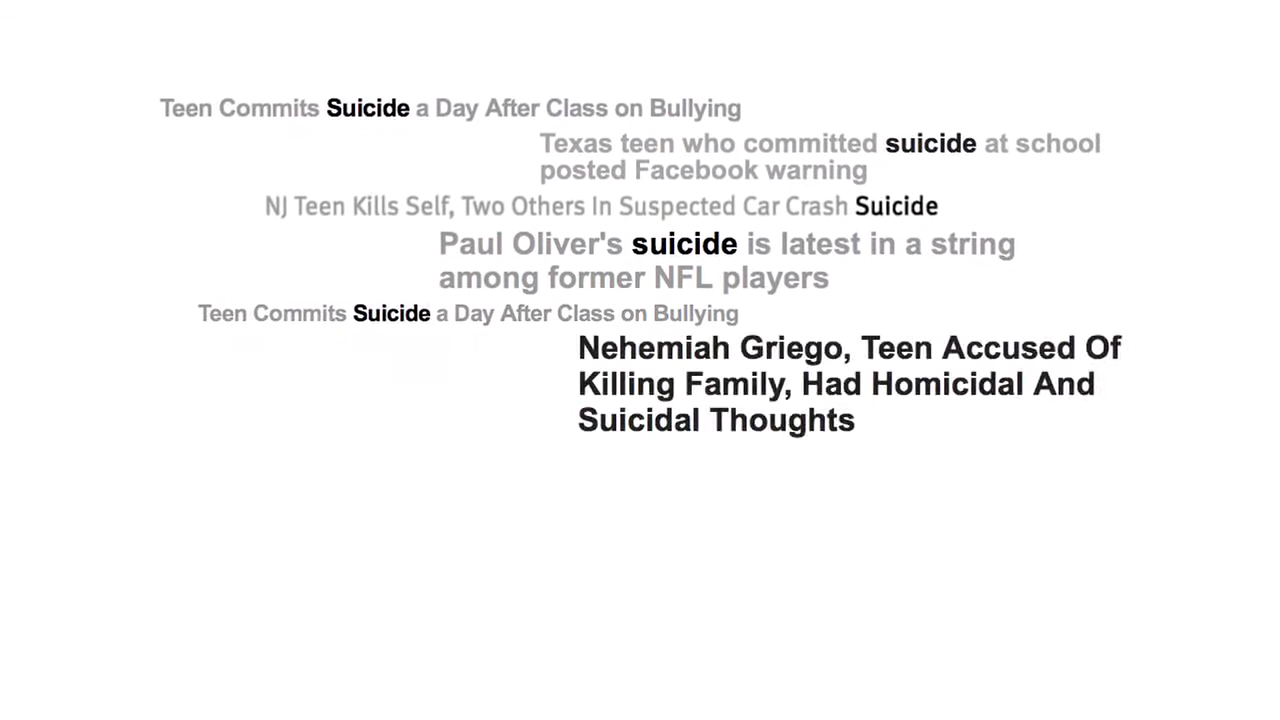 Teen Commits Suicide a Day After Class on Bullying
Texas teen who committed suicide at school
posted Facebook warning
NJ Teen Kills Self, Two Others In Suspected Car Crash Suicide
Paul Oliver's suicide is latest in a string
among former NFL players
Teen Commits Suicide a Day After Class on Bullying
Nehemiah Griego, Teen Accused Of
Killing Family, Had Homicidal And
Suicidal Thoughts